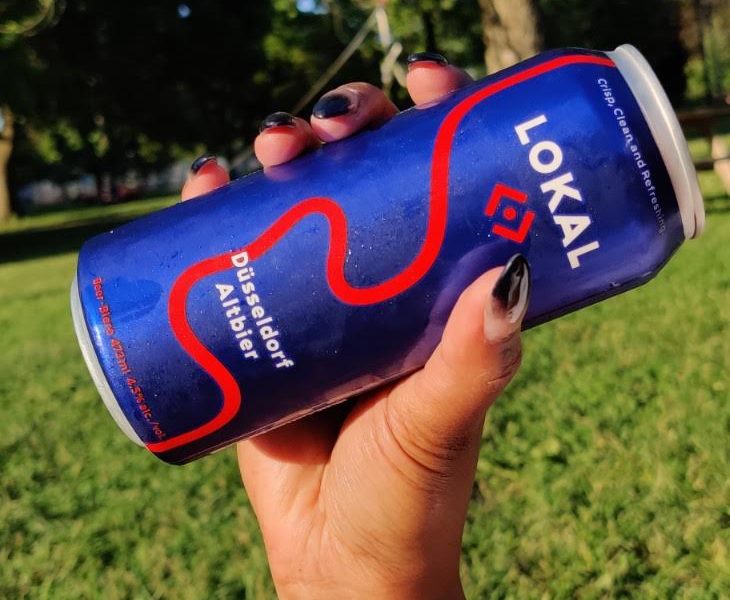 Crisp, Clean and Refreshing
LOKAL
Düsseldorf
Altbier
Beer•Bière 473ml 4.5% alc./vol.